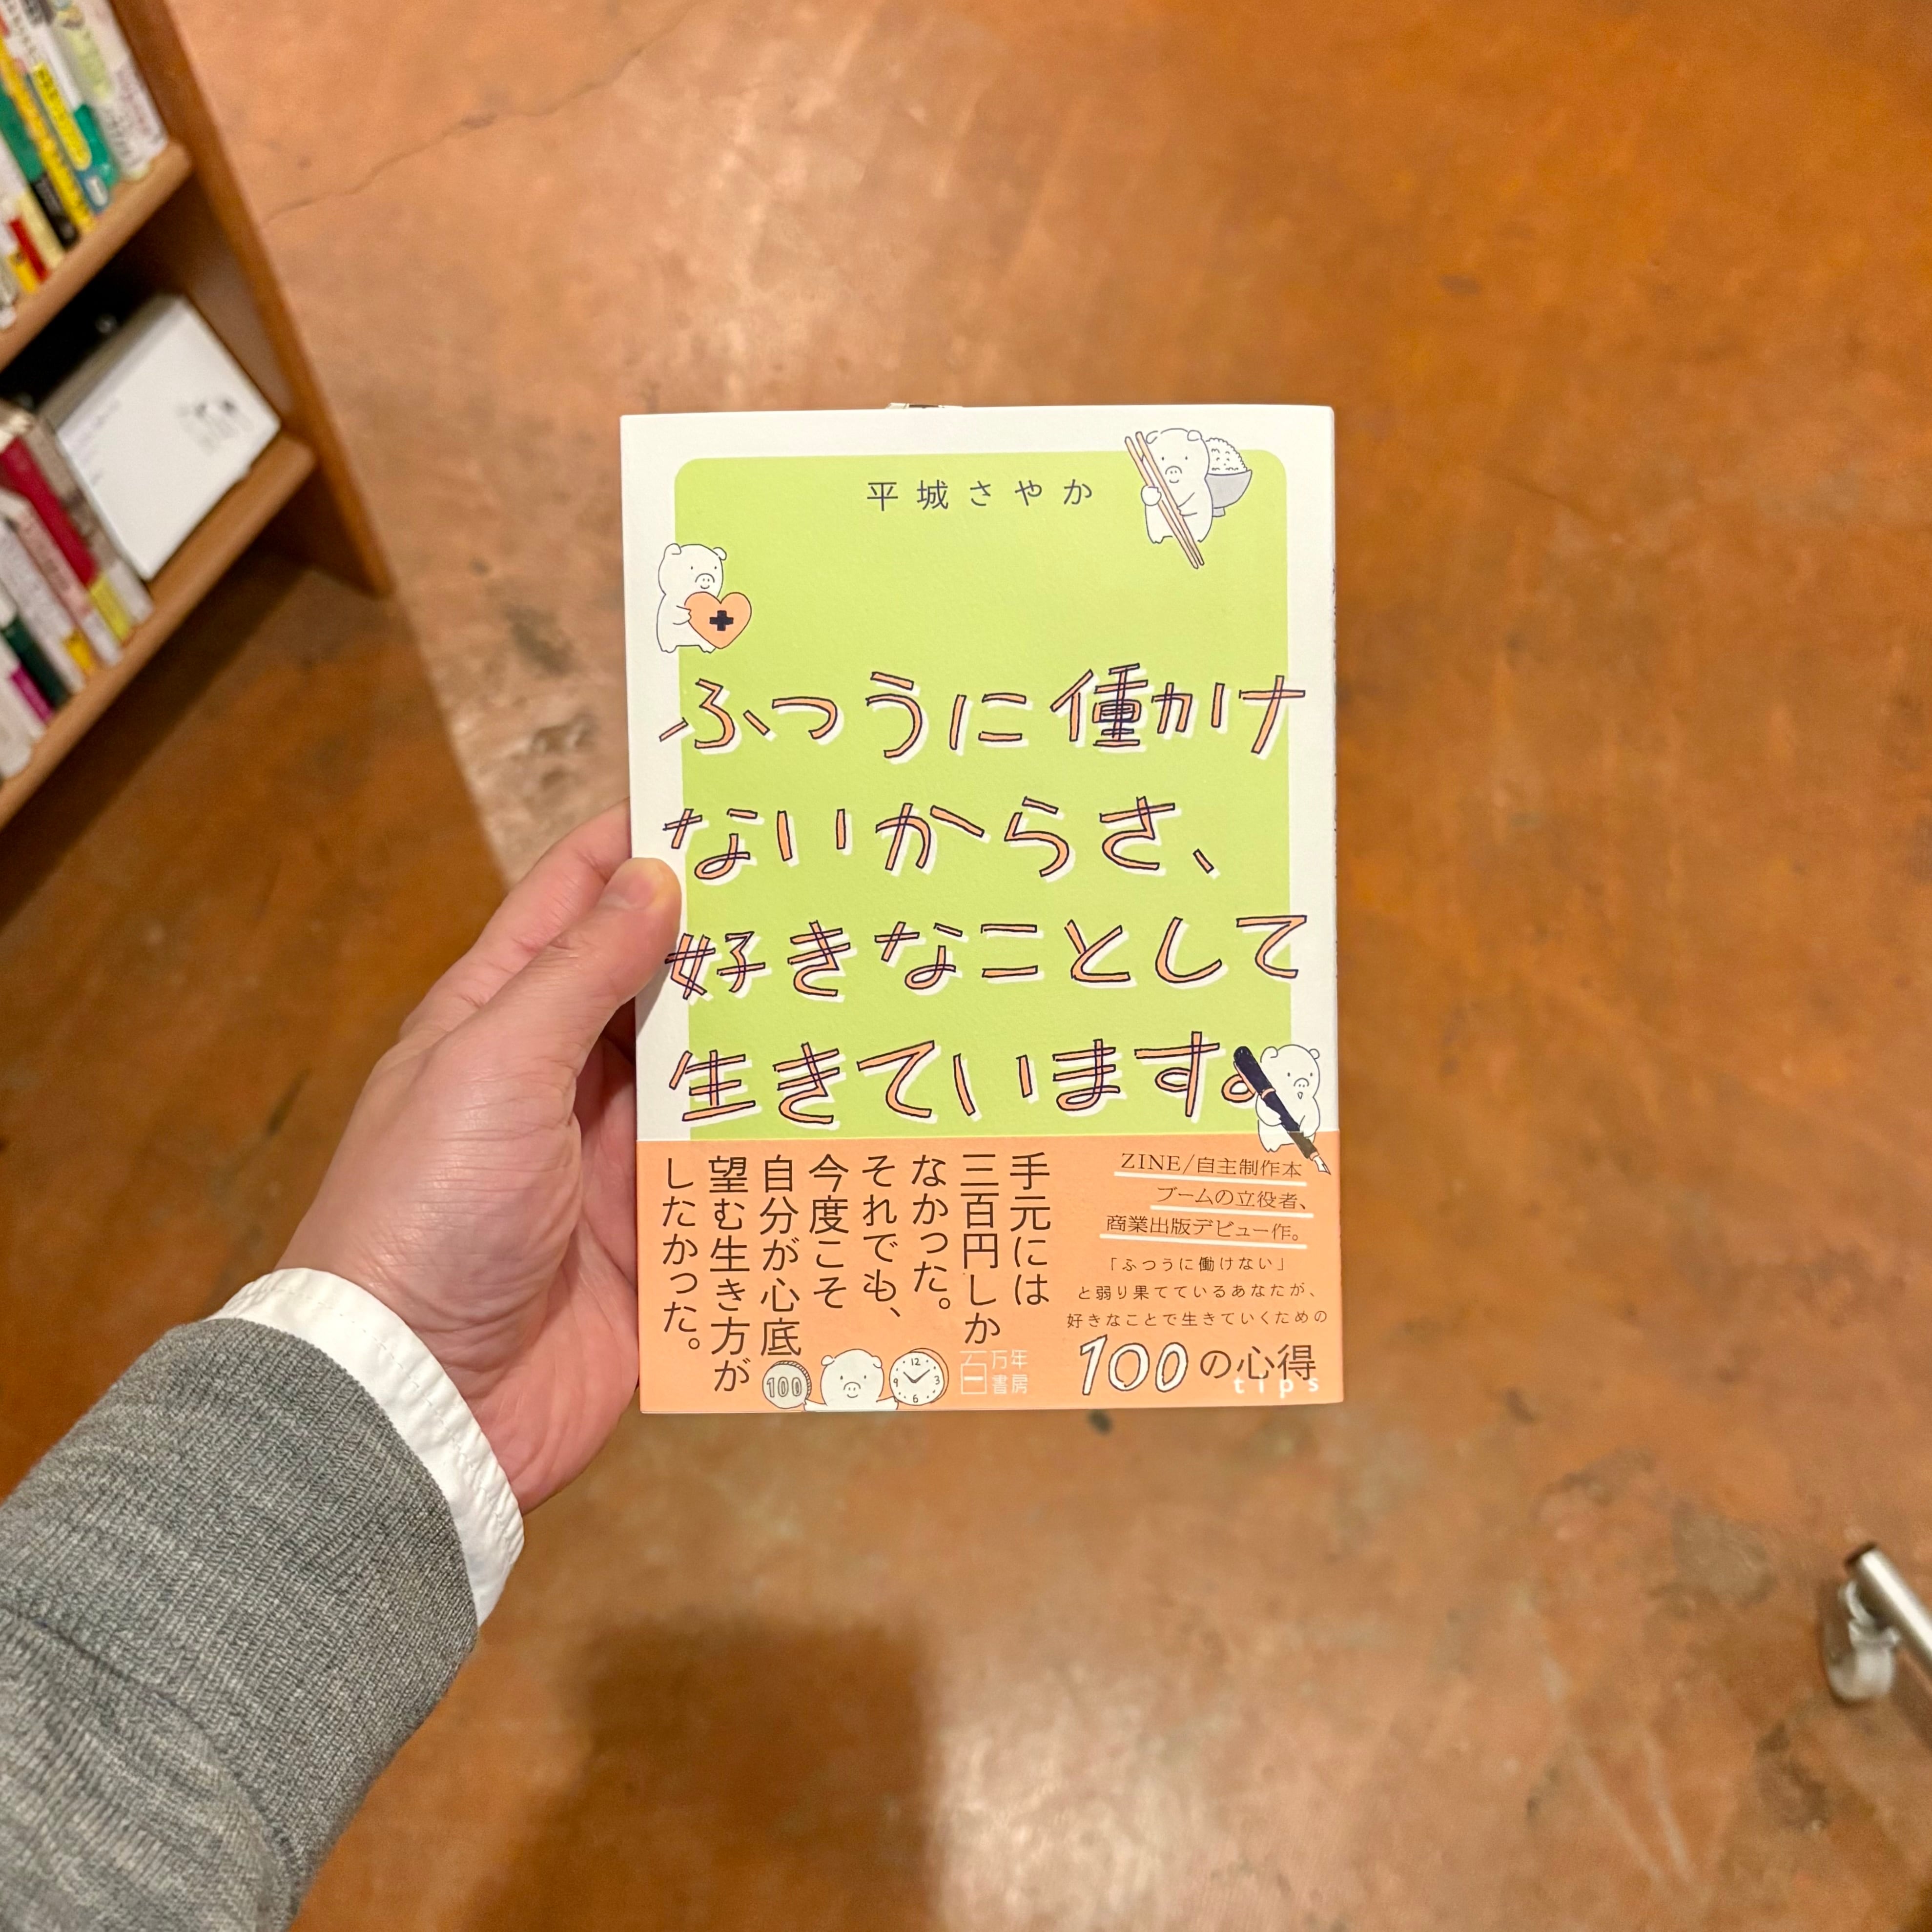 平城さやか
ふつうに働け
ないからさ、
好きなことして
生きています。
ZINE/自主制作本
ブームの立役者、
商業出版デビュー作。
「ふつうに働けない」
と弱り果てているあなたが、
好きなことで生きていくための
100の心得
tips
手元には
三百円しか
なかった。
それでも、
今度こそ
自分が心底
望む生き方が
したかった。
百万年
書房
100
12
3
6
9